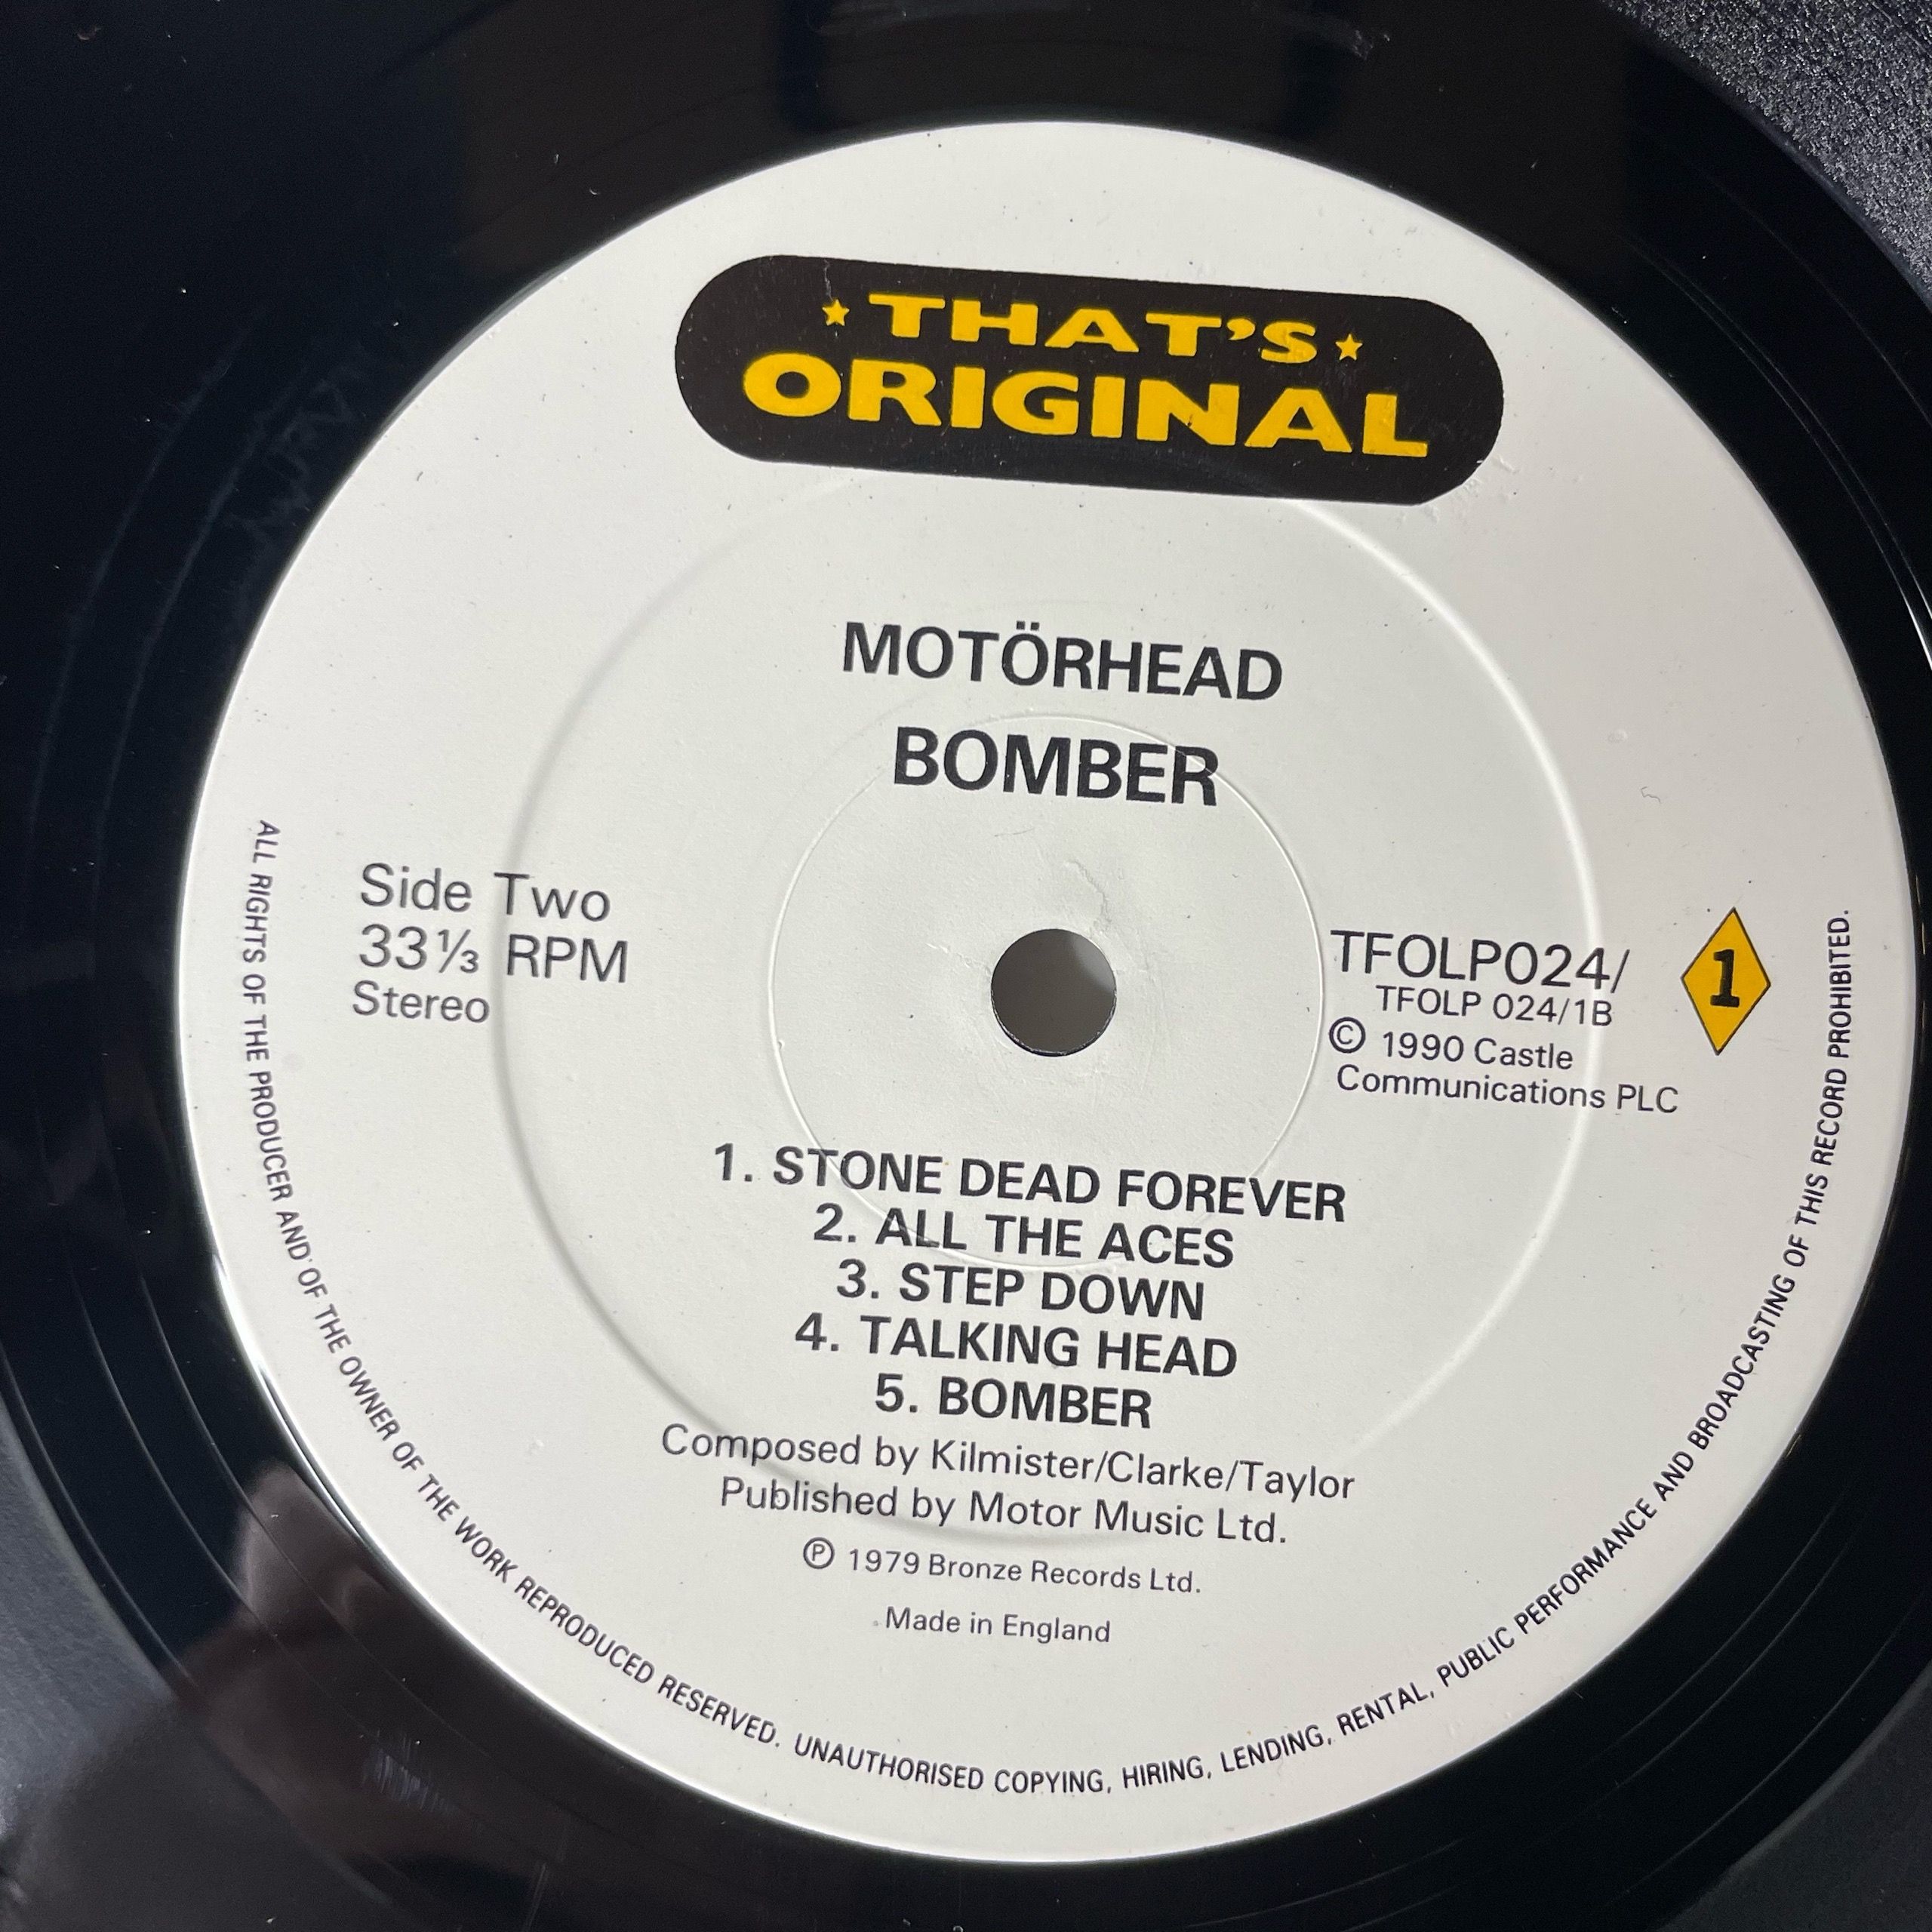 THAT'S
ORIGINAL
MOTÖRHEAD
BOMBER
Side Two
33⅓ RPM
Stereo
TFOLP024/
TFOLP 024/1B
© 1990 Castle
Communications PLC
1
1. STONE DEAD FOREVER
2. ALL THE ACES
3. STEP DOWN
4. TALKING HEAD
5. BOMBER
Composed by Kilmister/Clarke/Taylor
Published by Motor Music Ltd.
℗ 1979 Bronze Records Ltd.
Made in England
ALL RIGHTS OF THE PRODUCER AND OF THE OWNER OF THE WORK REPRODUCED RESERVED. UNAUTHORISED COPYING, HIRING, LENDING, RENTAL, PUBLIC PERFORMANCE AND BROADCASTING OF THIS RECORD PROHIBITED.